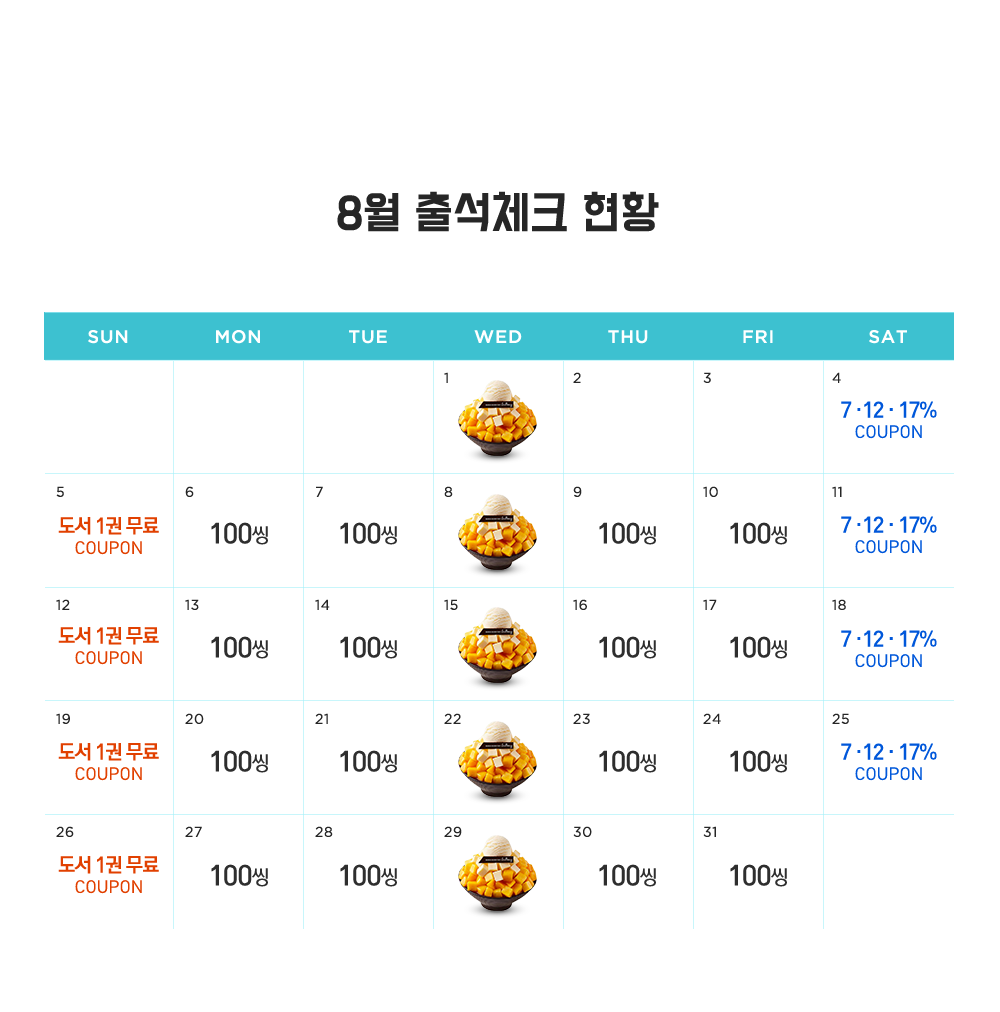 8월 출석체크 현황
SUN MON TUE WED THU FRI SAT
1 2 3 4
7·12·17%
COUPON
5 6 7 8 9 10 11
도서 1권 무료 100씽 100씽 100씽 100씽 7·12·17%
COUPON COUPON
12 13 14 15 16 17 18
도서 1권 무료 100씽 100씽 100씽 100씽 7·12·17%
COUPON COUPON
19 20 21 22 23 24 25
도서 1권 무료 100씽 100씽 100씽 100씽 7·12·17%
COUPON COUPON
26 27 28 29 30 31
도서 1권 무료 100씽 100씽 100씽 100씽
COUPON